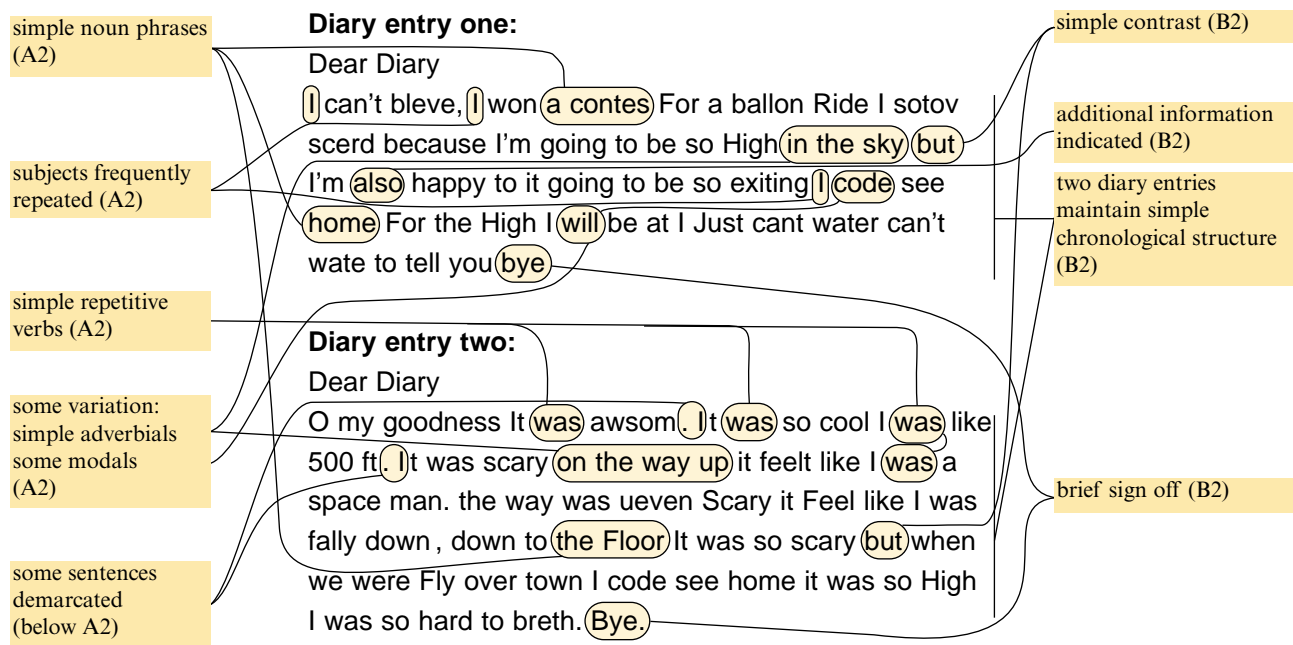 simple noun phrases
(A2)
subjects frequently
repeated (A2)
simple repetitive
verbs (A2)
some variation:
simple adverbials
some modals
(A2)
some sentences
demarcated
(below A2)
Diary entry one:
Dear Diary
I can't bleve, I won a contes For a ballon Ride I sotov
scerd because I'm going to be so High in the sky but
I'm also happy to it going to be so exiting I code see
home For the High I will be at I Just cant water can't
wate to tell you bye
Diary entry two:
Dear Diary
O my goodness It was awsom. It was so cool I was like
500 ft. It was scary on the way up it feelt like I was a
space man. the way was ueven Scary it Feel like I was
fally down, down to the Floor It was so scary but when
we were Fly over town I code see home it was so High
I was so hard to breth. Bye.
simple contrast (B2)
additional information
indicated (B2)
two diary entries
maintain simple
chronological structure
(B2)
brief sign off (B2)